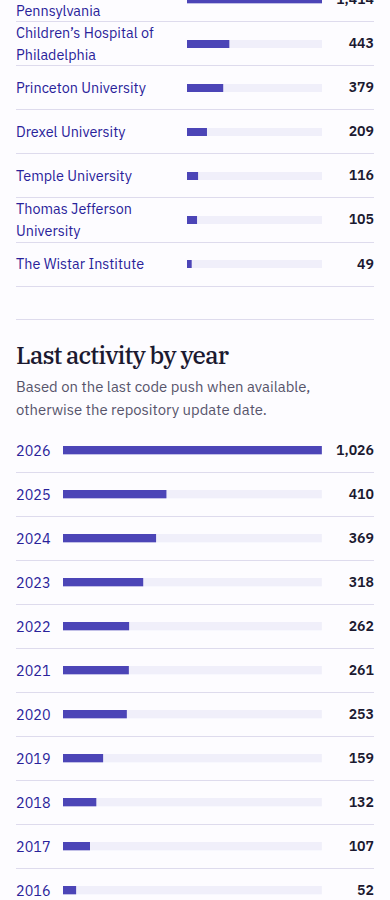 Pennsylvania
1,414
Children’s Hospital of
Philadelphia
443
Princeton University
379
Drexel University
209
Temple University
116
Thomas Jefferson
University
105
The Wistar Institute
49
Last activity by year
Based on the last code push when available,
otherwise the repository update date.
2026
1,026
2025
410
2024
369
2023
318
2022
262
2021
261
2020
253
2019
159
2018
132
2017
107
2016
52